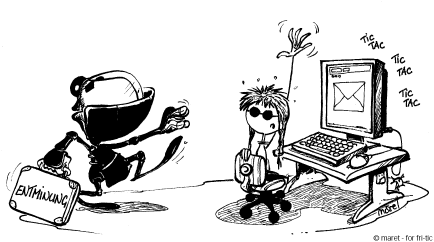 TIC
TAC
TIC
TAC
TIC
TAC
ENTMINUNG
maret
© maret - for fri-tic